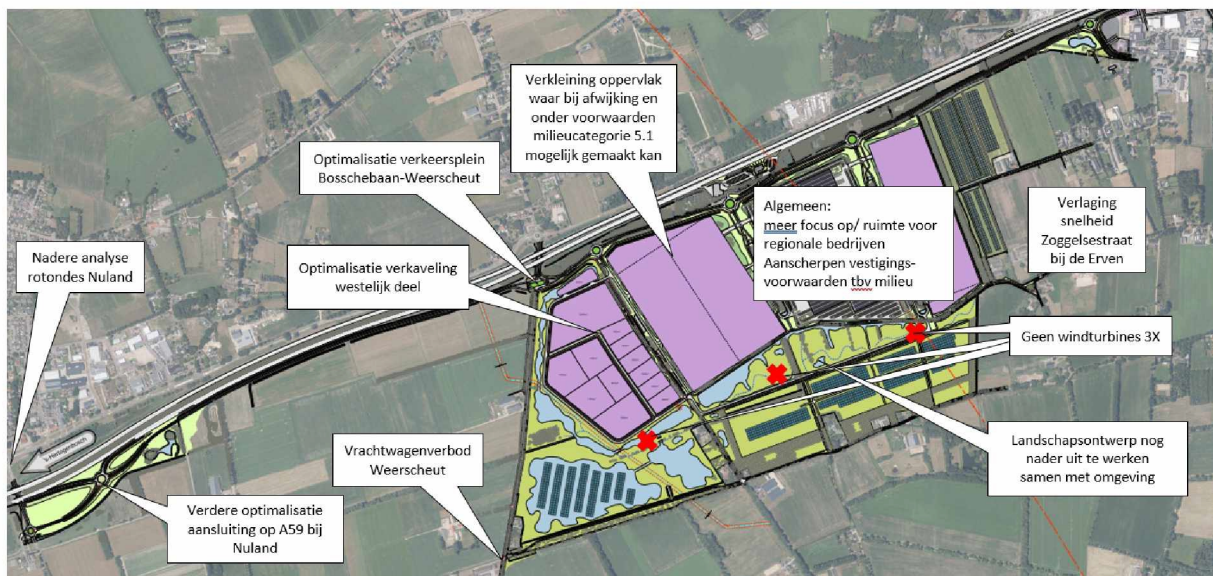 Verkleining oppervlak
waar bij afwijking en
onder voorwaarden
milieucategorie 5.1
mogelijk gemaakt kan
Optimalisatie verkeersplein
Bosschebaan-Weerscheut
Algemeen:
meer focus op/ ruimte voor
regionale bedrijven
Aanscherpen vestigings-
voorwaarden tbv milieu
Verlaging
snelheid
Zoggelsestraat
bij de Erven
Nadere analyse
rotondes Nuland
Optimalisatie verkaveling
westelijk deel
Geen windturbines 3X
's-Hertogenbosch
Vrachtwagenverbod
Weerscheut
Landschapsontwerp nog
nader uit te werken
samen met omgeving
Verdere optimalisatie
aansluiting op A59 bij
Nuland